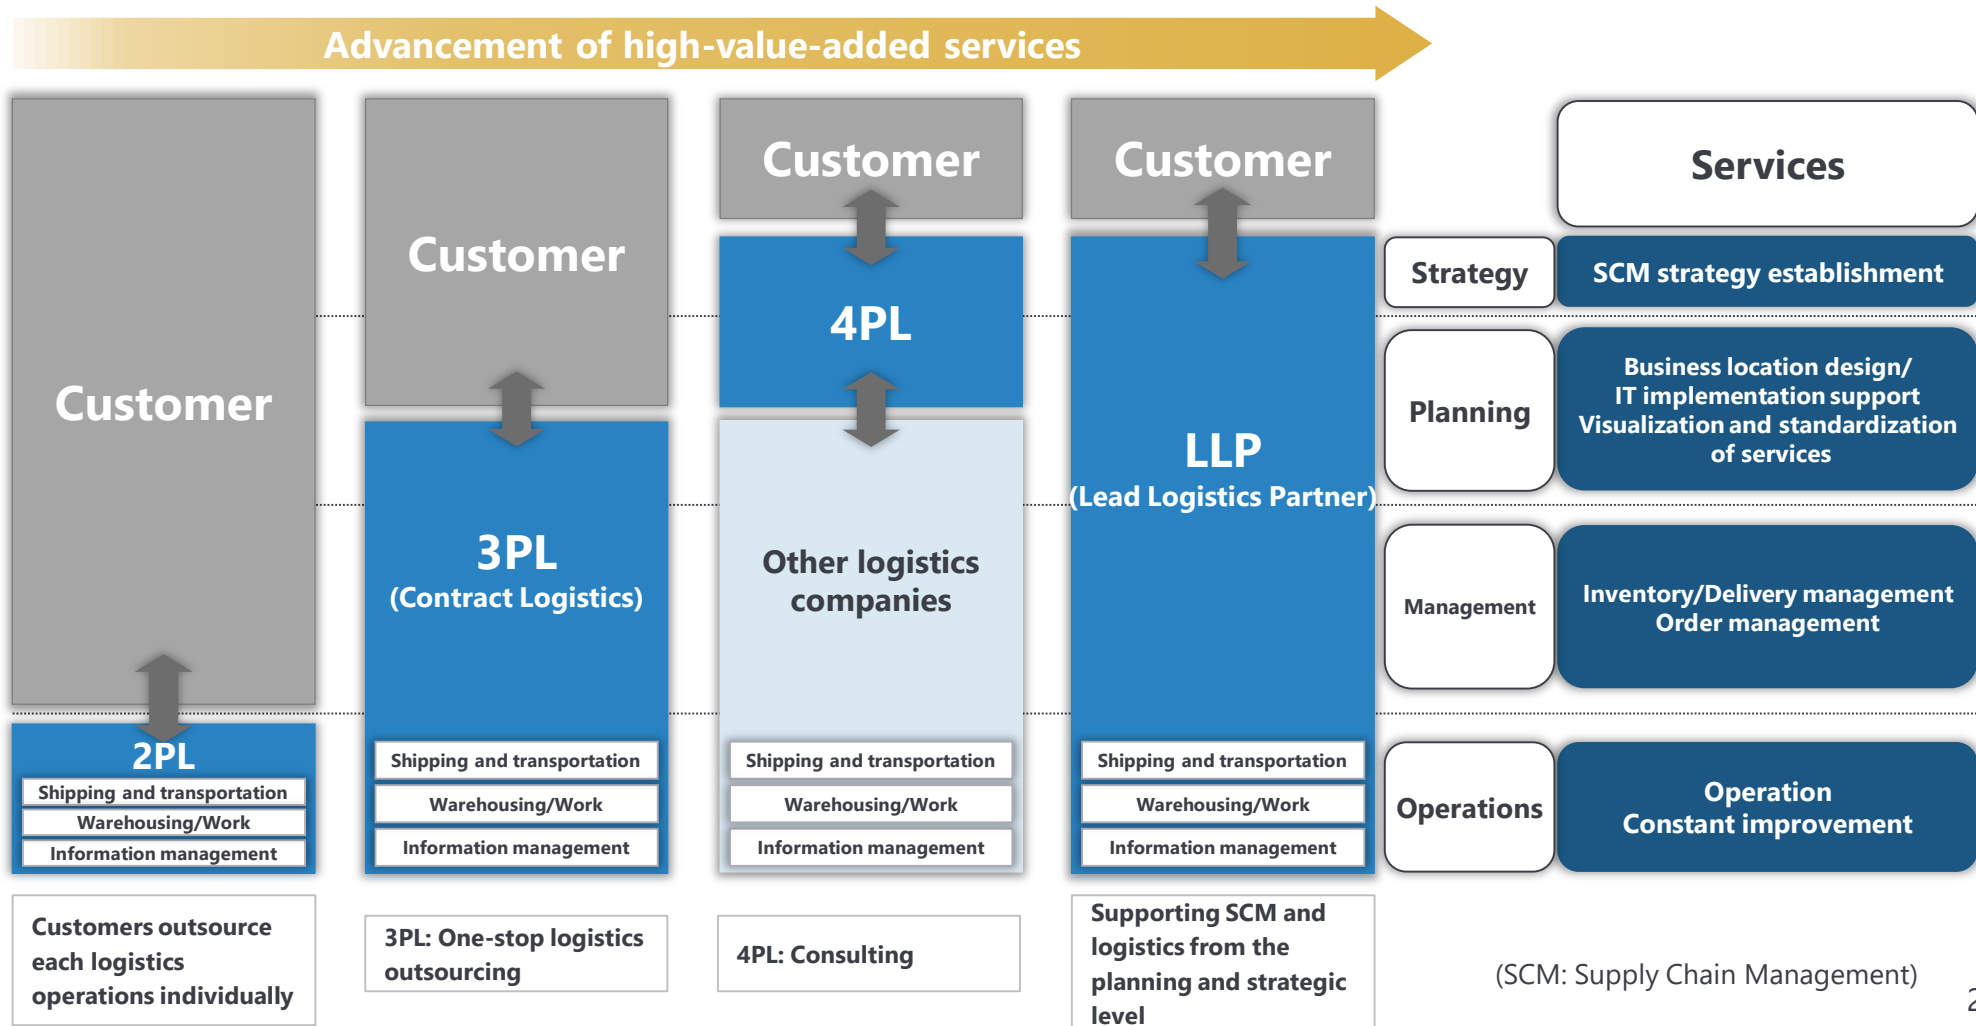 Advancement of high-value-added services
Customer
2PL
Shipping and transportation
Warehousing/Work
Information management
Customers outsource
each logistics
operations individually
Customer
3PL
(Contract Logistics)
Shipping and transportation
Warehousing/Work
Information management
3PL: One-stop logistics
outsourcing
Customer
4PL
Other logistics
companies
Shipping and transportation
Warehousing/Work
Information management
4PL: Consulting
Customer
LLP
(Lead Logistics Partner)
Shipping and transportation
Warehousing/Work
Information management
Supporting SCM and
logistics from the
planning and strategic
level
Services
Strategy
SCM strategy establishment
Planning
Business location design/
IT implementation support
Visualization and standardization
of services
Management
Inventory/Delivery management
Order management
Operations
Operation
Constant improvement
(SCM: Supply Chain Management)